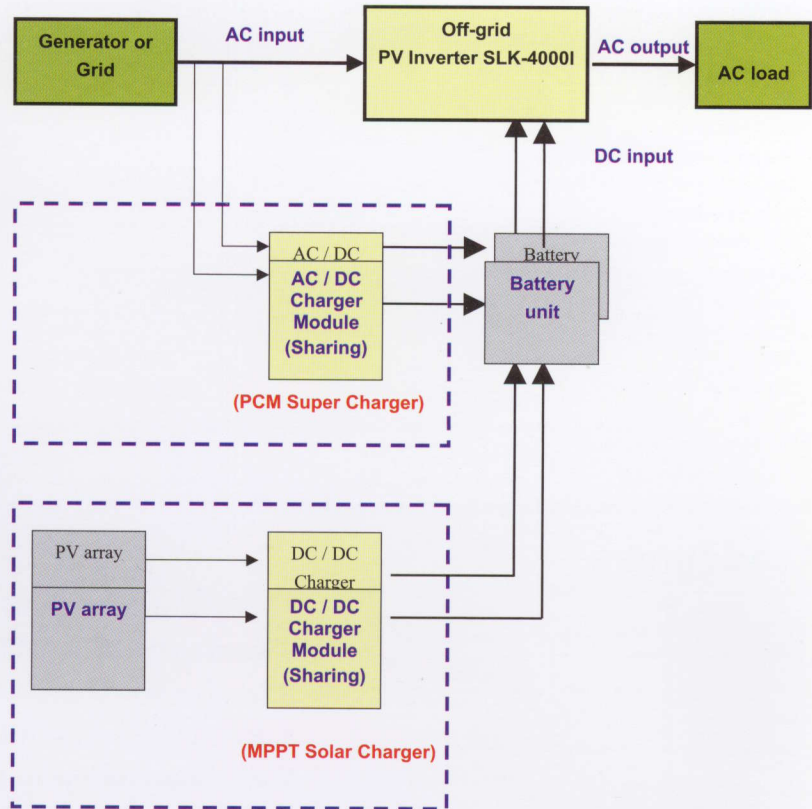 Generator or
Grid
AC input
Off-grid
PV Inverter SLK-4000I
AC output
AC load
DC input
AC / DC
AC / DC
Charger
Module
(Sharing)
Battery
Battery
unit
(PCM Super Charger)
PV array
PV array
DC / DC
Charger
DC / DC
Charger
Module
(Sharing)
(MPPT Solar Charger)